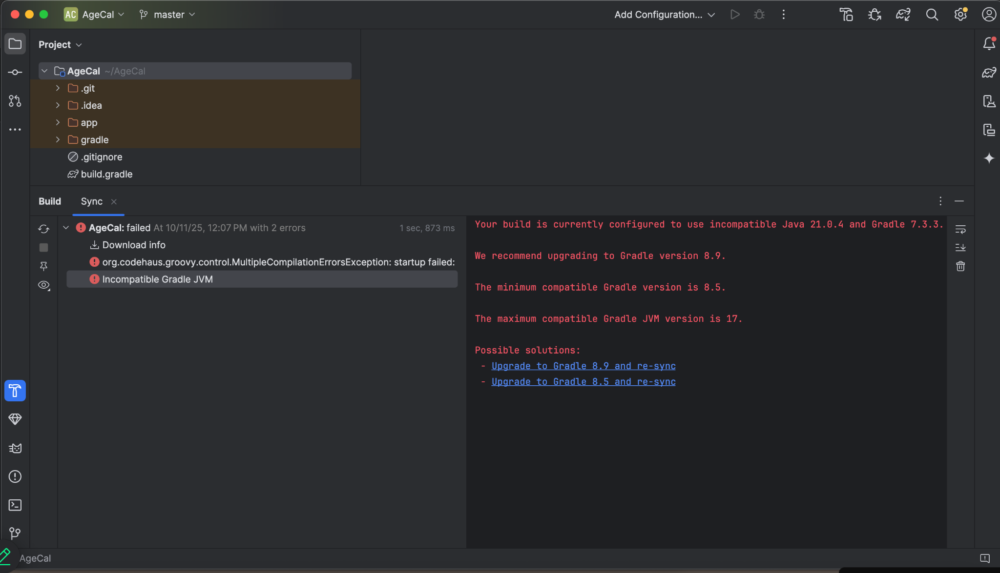 AC AgeCal master Add Configuration...
Project
AgeCal ~/AgeCal
.git
.idea
app
gradle
.gitignore
build.gradle
Build Sync
AgeCal: failed At 10/11/25, 12:07 PM with 2 errors 1 sec, 873 ms
Download info
org.codehaus.groovy.control.MultipleCompilationErrorsException: startup failed:
Incompatible Gradle JVM
Your build is currently configured to use incompatible Java 21.0.4 and Gradle 7.3.3.
We recommend upgrading to Gradle version 8.9.
The minimum compatible Gradle version is 8.5.
The maximum compatible Gradle JVM version is 17.
Possible solutions:
- Upgrade to Gradle 8.9 and re-sync
- Upgrade to Gradle 8.5 and re-sync
AgeCal